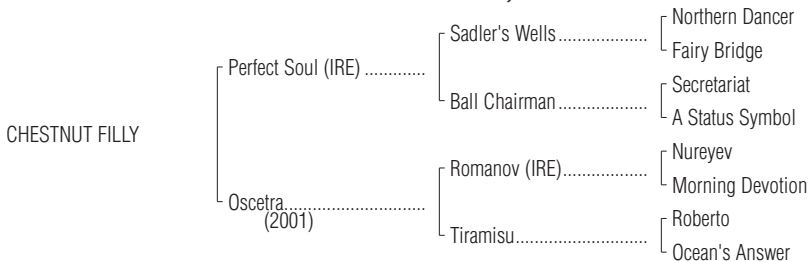 Northern Dancer
Sadler's Wells...................
Fairy Bridge
Perfect Soul (IRE) .............
Secretariat
Ball Chairman...................
A Status Symbol
CHESTNUT FILLY
Nureyev
Romanov (IRE)..................
Morning Devotion
Oscetra..............................
(2001)
Roberto
Tiramisu............................
Ocean's Answer